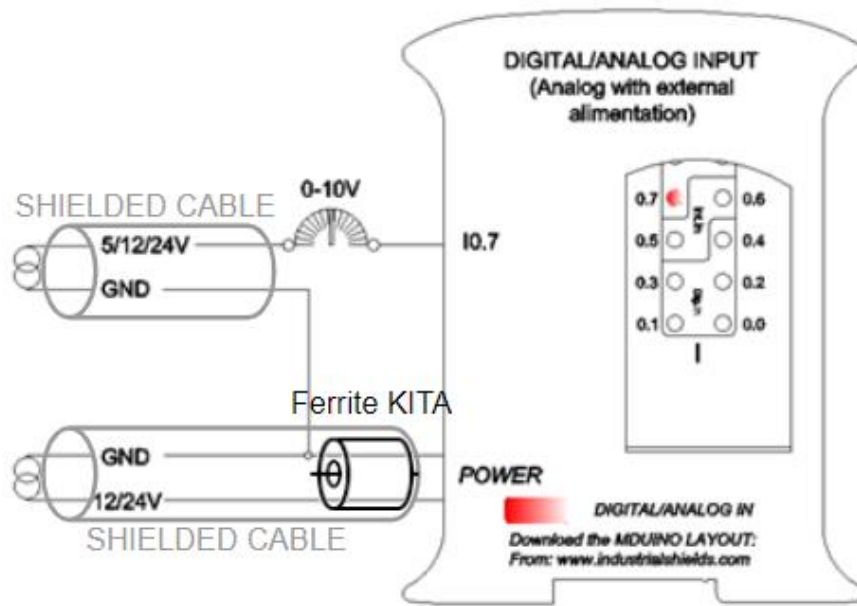 DIGITAL/ANALOG INPUT
(Analog with external
alimentation)
0-10V
SHIELDED CABLE
5/12/24V
I0.7
GND
0.7
0.6
0.5
0.4
0.3
0.2
0.1
0.0
I
Ferrite KITA
GND
POWER
12/24V
DIGITAL/ANALOG IN
SHIELDED CABLE
Download the MDUINO LAYOUT:
From: www.industrialshields.com